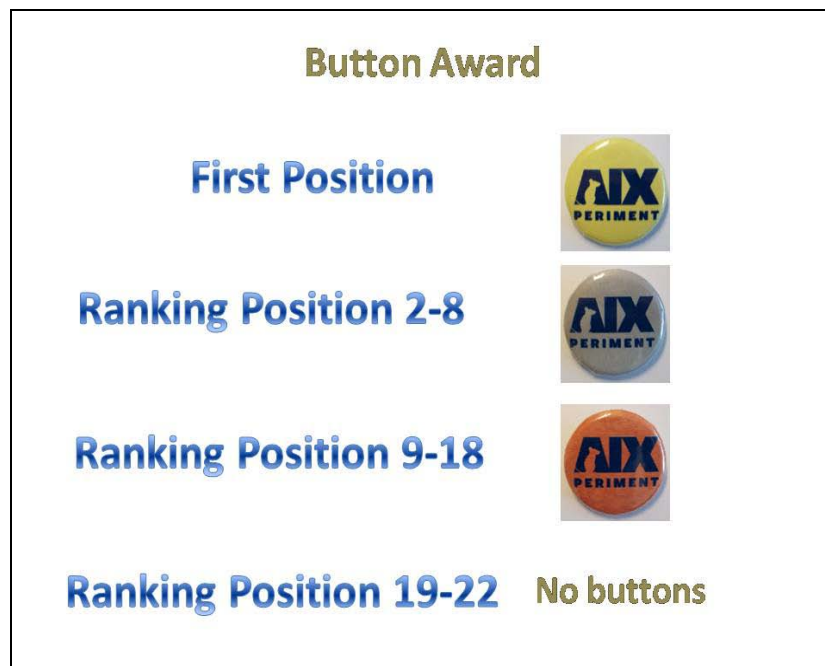 Button Award
First Position
AIX
PERIMENT
Ranking Position 2-8
AIX
PERIMENT
Ranking Position 9-18
AIX
PERIMENT
Ranking Position 19-22 No buttons